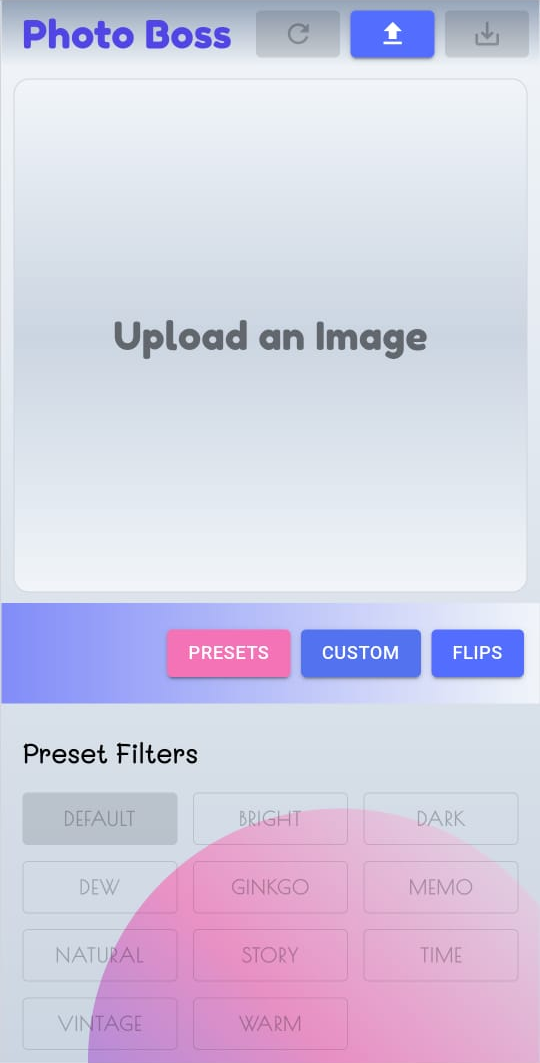 Photo Boss
Upload an Image
PRESETS CUSTOM FLIPS
Preset Filters
DEFAULT BRIGHT DARK
DEW GINKGO MEMO
NATURAL STORY TIME
VINTAGE WARM